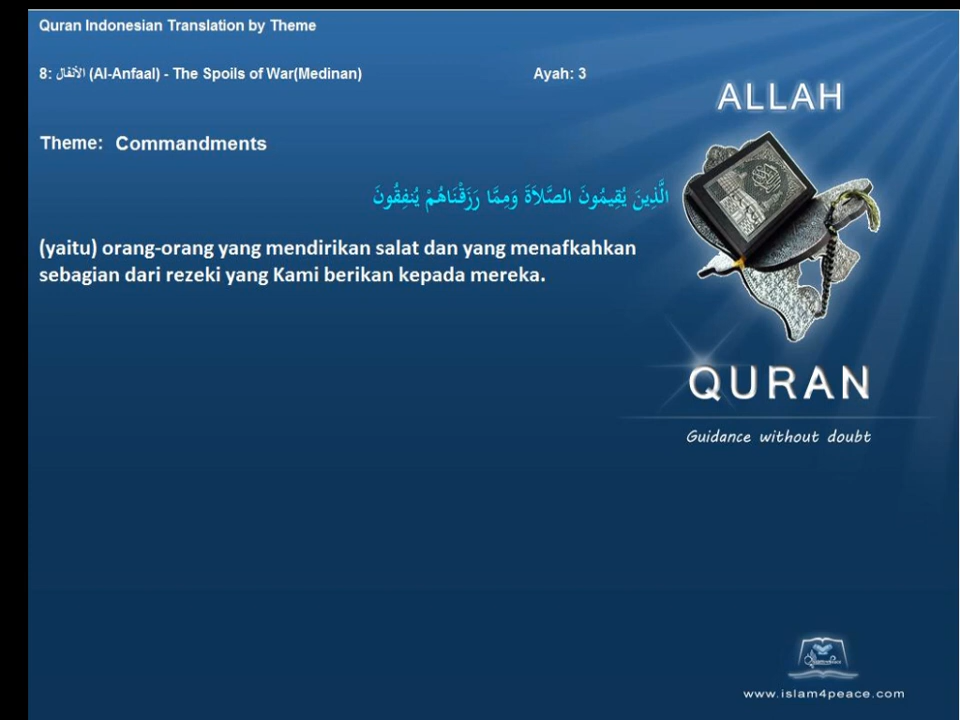 Quran Indonesian Translation by Theme
8: الأنفال (Al-Anfaal) - The Spoils of War(Medinan) Ayah: 3
ALLAH
Theme: Commandments
الَّذِينَ يُقِيمُونَ الصَّلاَةَ وَمِمَّا رَزَقْنَاهُمْ يُنفِقُونَ
(yaitu) orang-orang yang mendirikan salat dan yang menafkahkan
sebagian dari rezeki yang Kami berikan kepada mereka.
QURAN
Guidance without doubt
www.islam4peace.com